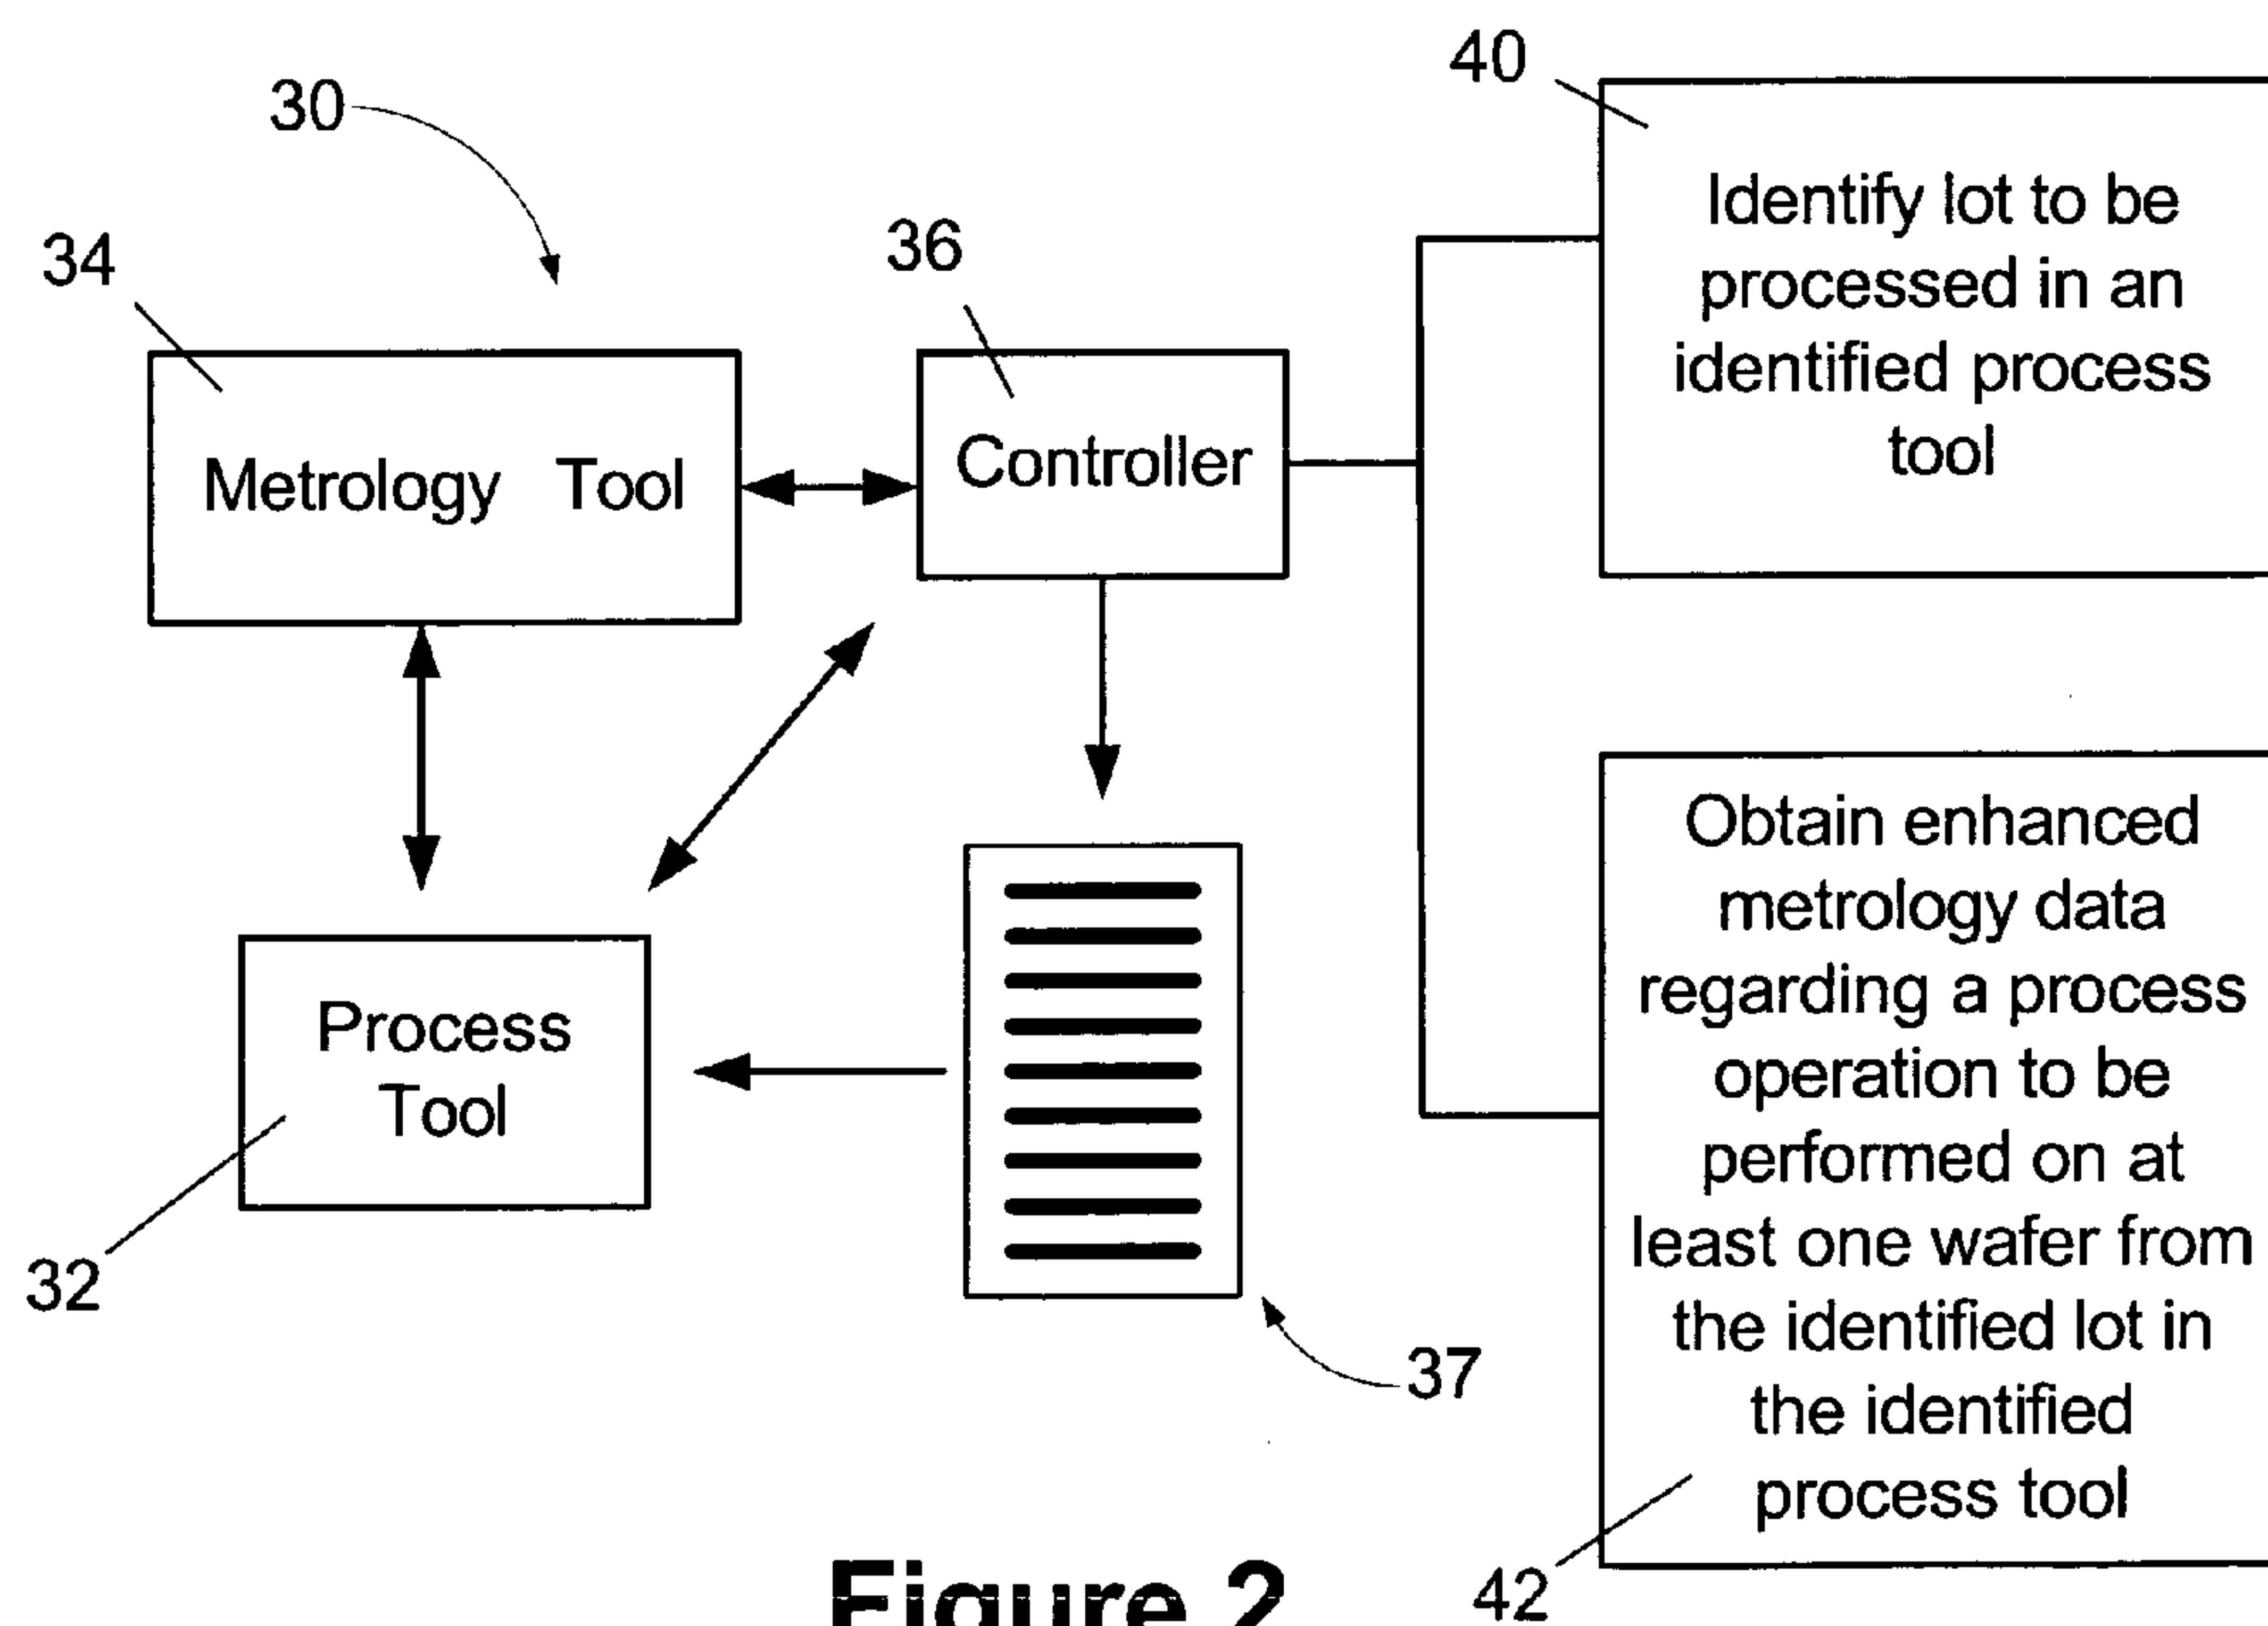 30
34
36
Metrology Tool
Controller
Process
Tool
32
37
40
Identify lot to be
processed in an
identified process
tool
Obtain enhanced
metrology data
regarding a process
operation to be
performed on at
least one wafer from
the identified lot in
the identified
process tool
42
Figure 2